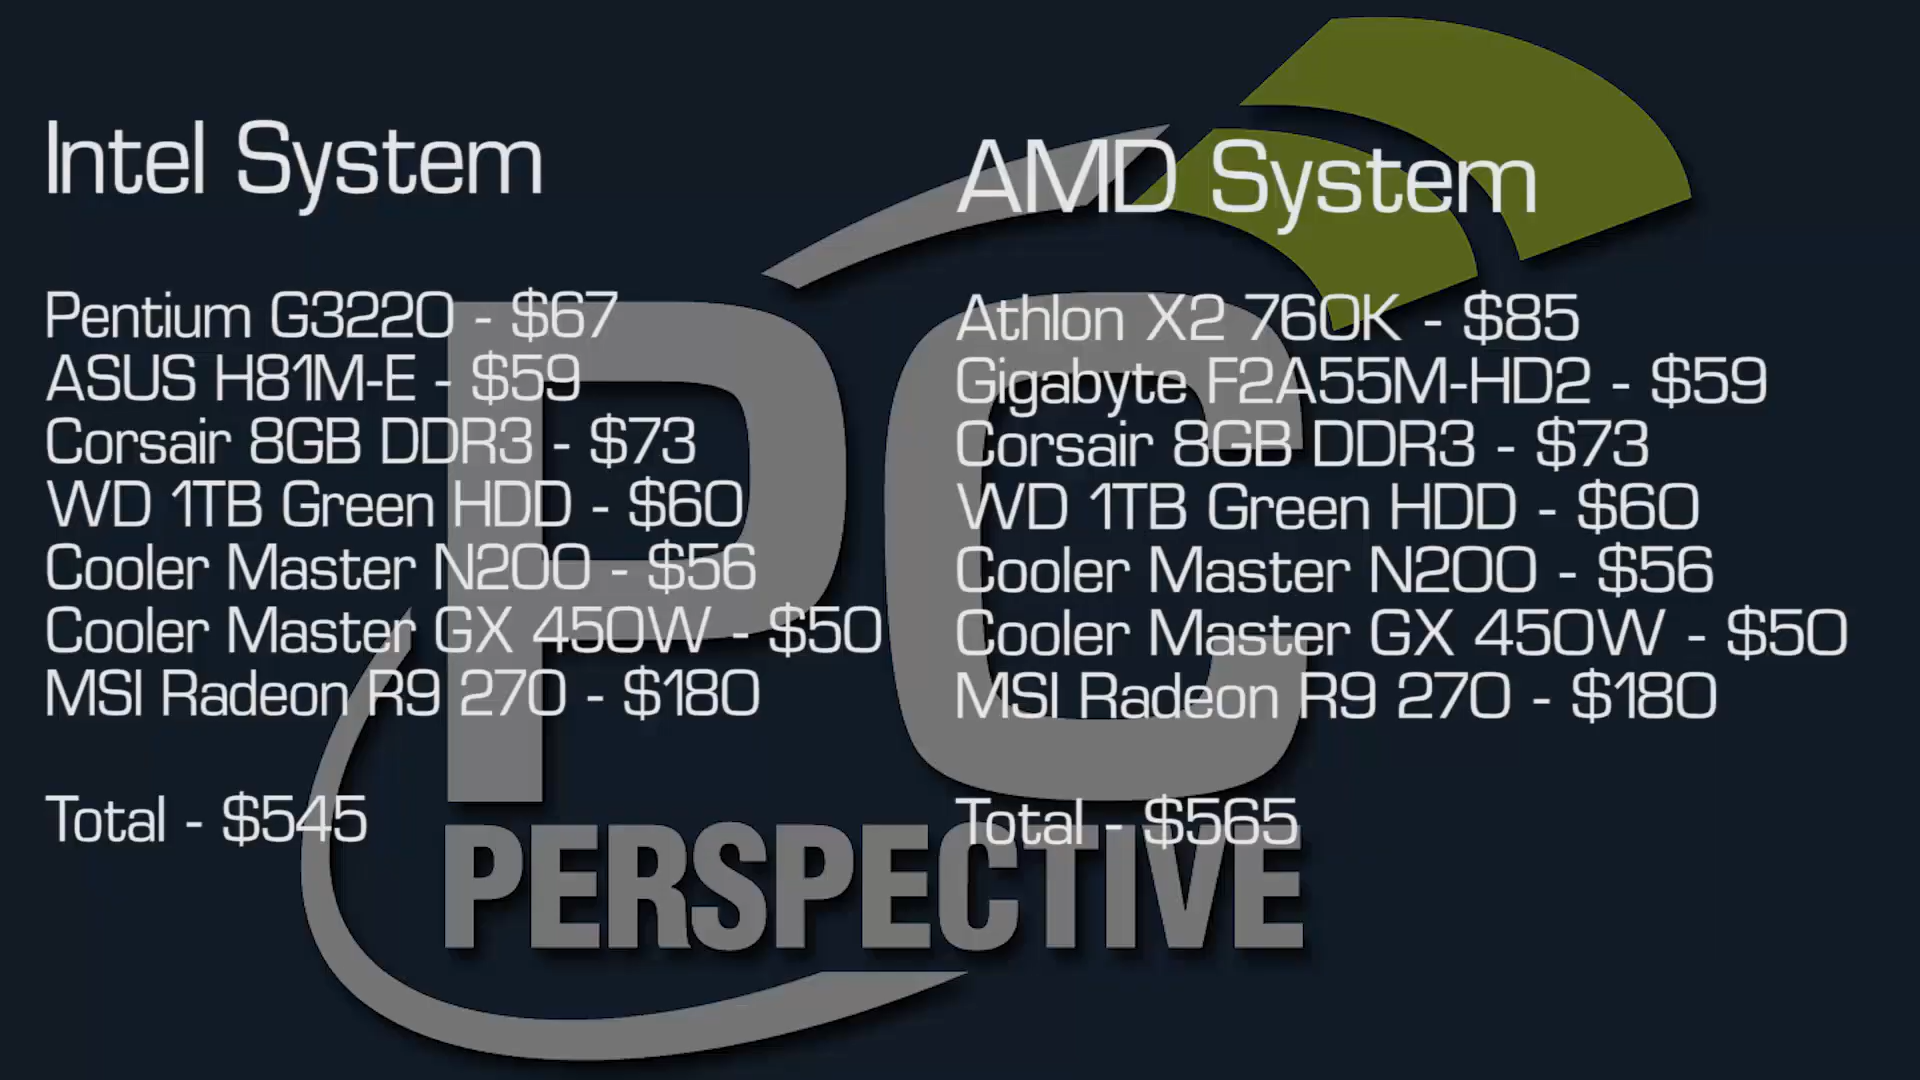 Intel System
Pentium G3220 - $67
ASUS H81M-E - $59
Corsair 8GB DDR3 - $73
WD 1TB Green HDD - $60
Cooler Master N200 - $56
Cooler Master GX 450W - $50
MSI Radeon R9 270 - $180
Total - $545
AMD System
Athlon X2 760K - $85
Gigabyte F2A55M-HD2 - $59
Corsair 8GB DDR3 - $73
WD 1TB Green HDD - $60
Cooler Master N200 - $56
Cooler Master GX 450W - $50
MSI Radeon R9 270 - $180
Total - $565
PC
PERSPECTIVE